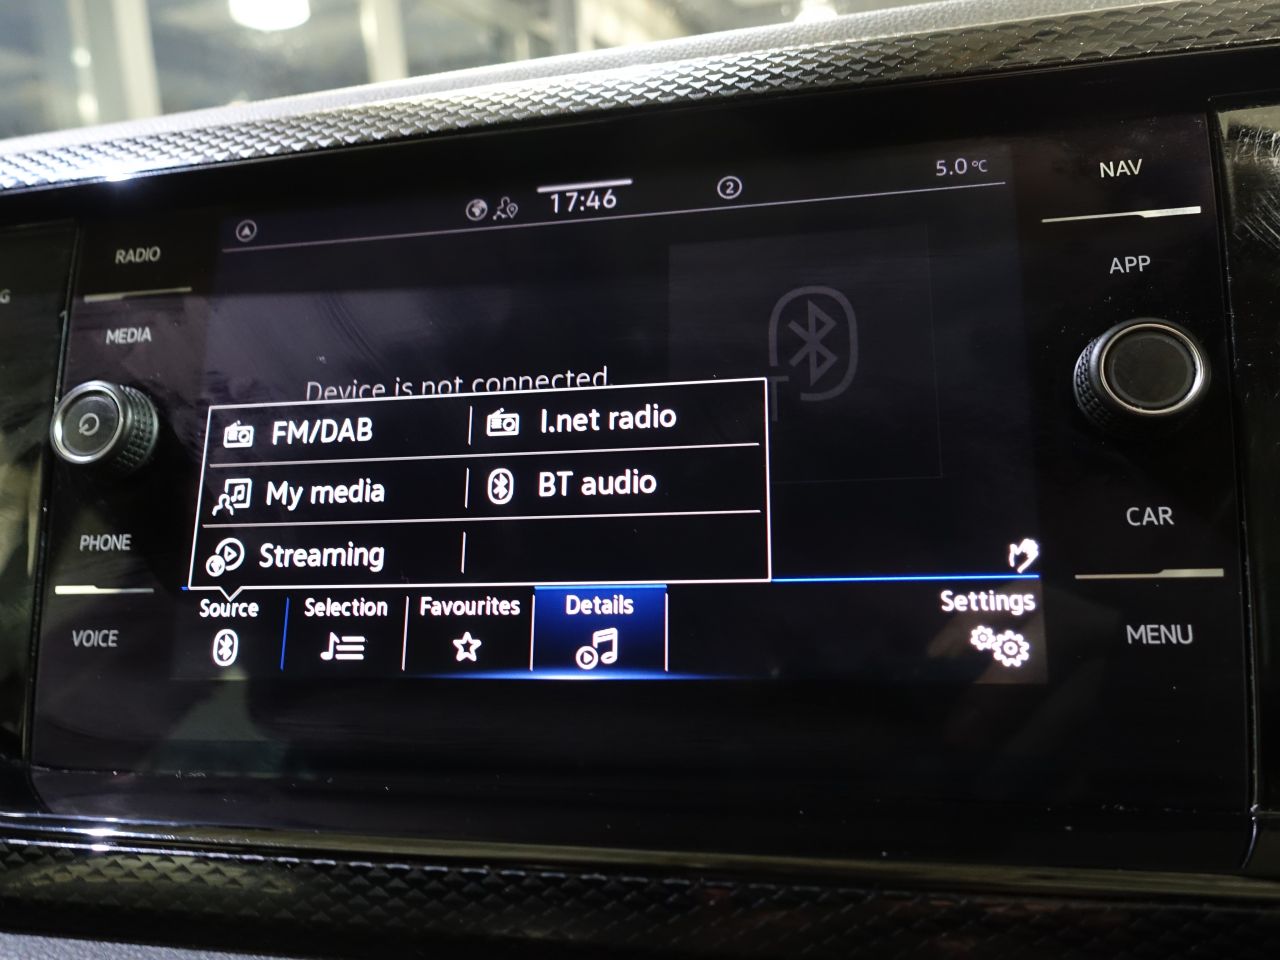 17:46
2
5.0 °C
NAV
RADIO
APP
MEDIA
Device is not connected.
FM/DAB
I.net radio
My media
BT audio
Streaming
PHONE
CAR
Source
Selection
Favourites
Details
Settings
VOICE
MENU